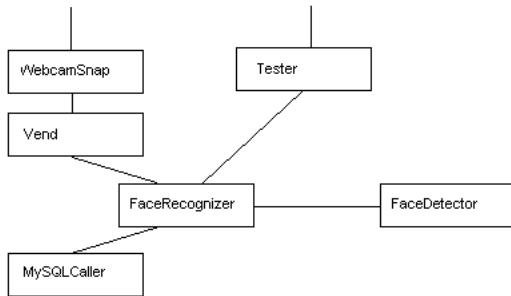 WebcamSnap
Tester
Vend
FaceRecognizer
FaceDetector
MySQLCaller